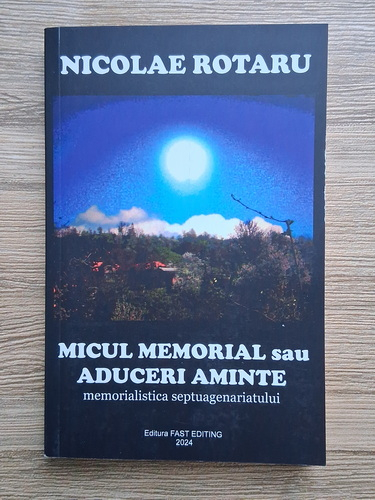 NICOLAE ROTARU
MICUL MEMORIAL sau
ADUCERI AMINTE
memorialistica septuagenariatului
Editura FAST EDITING
2024